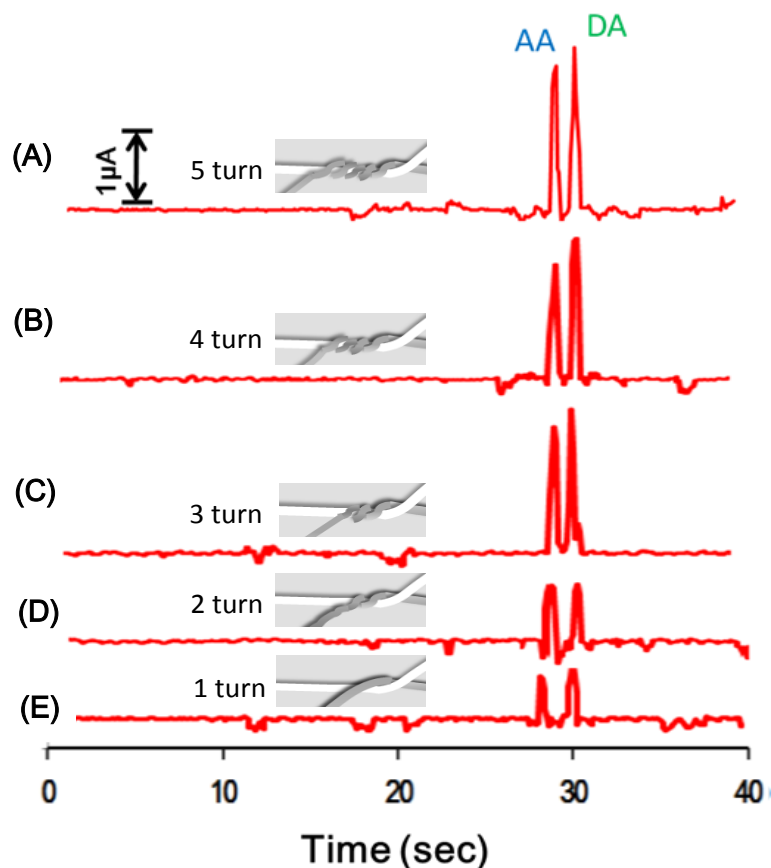 AA DA
(A)
1µA
5 turn
(B)
4 turn
(C)
3 turn
(D)
2 turn
(E)
1 turn
0 10 20 30 40
Time (sec)